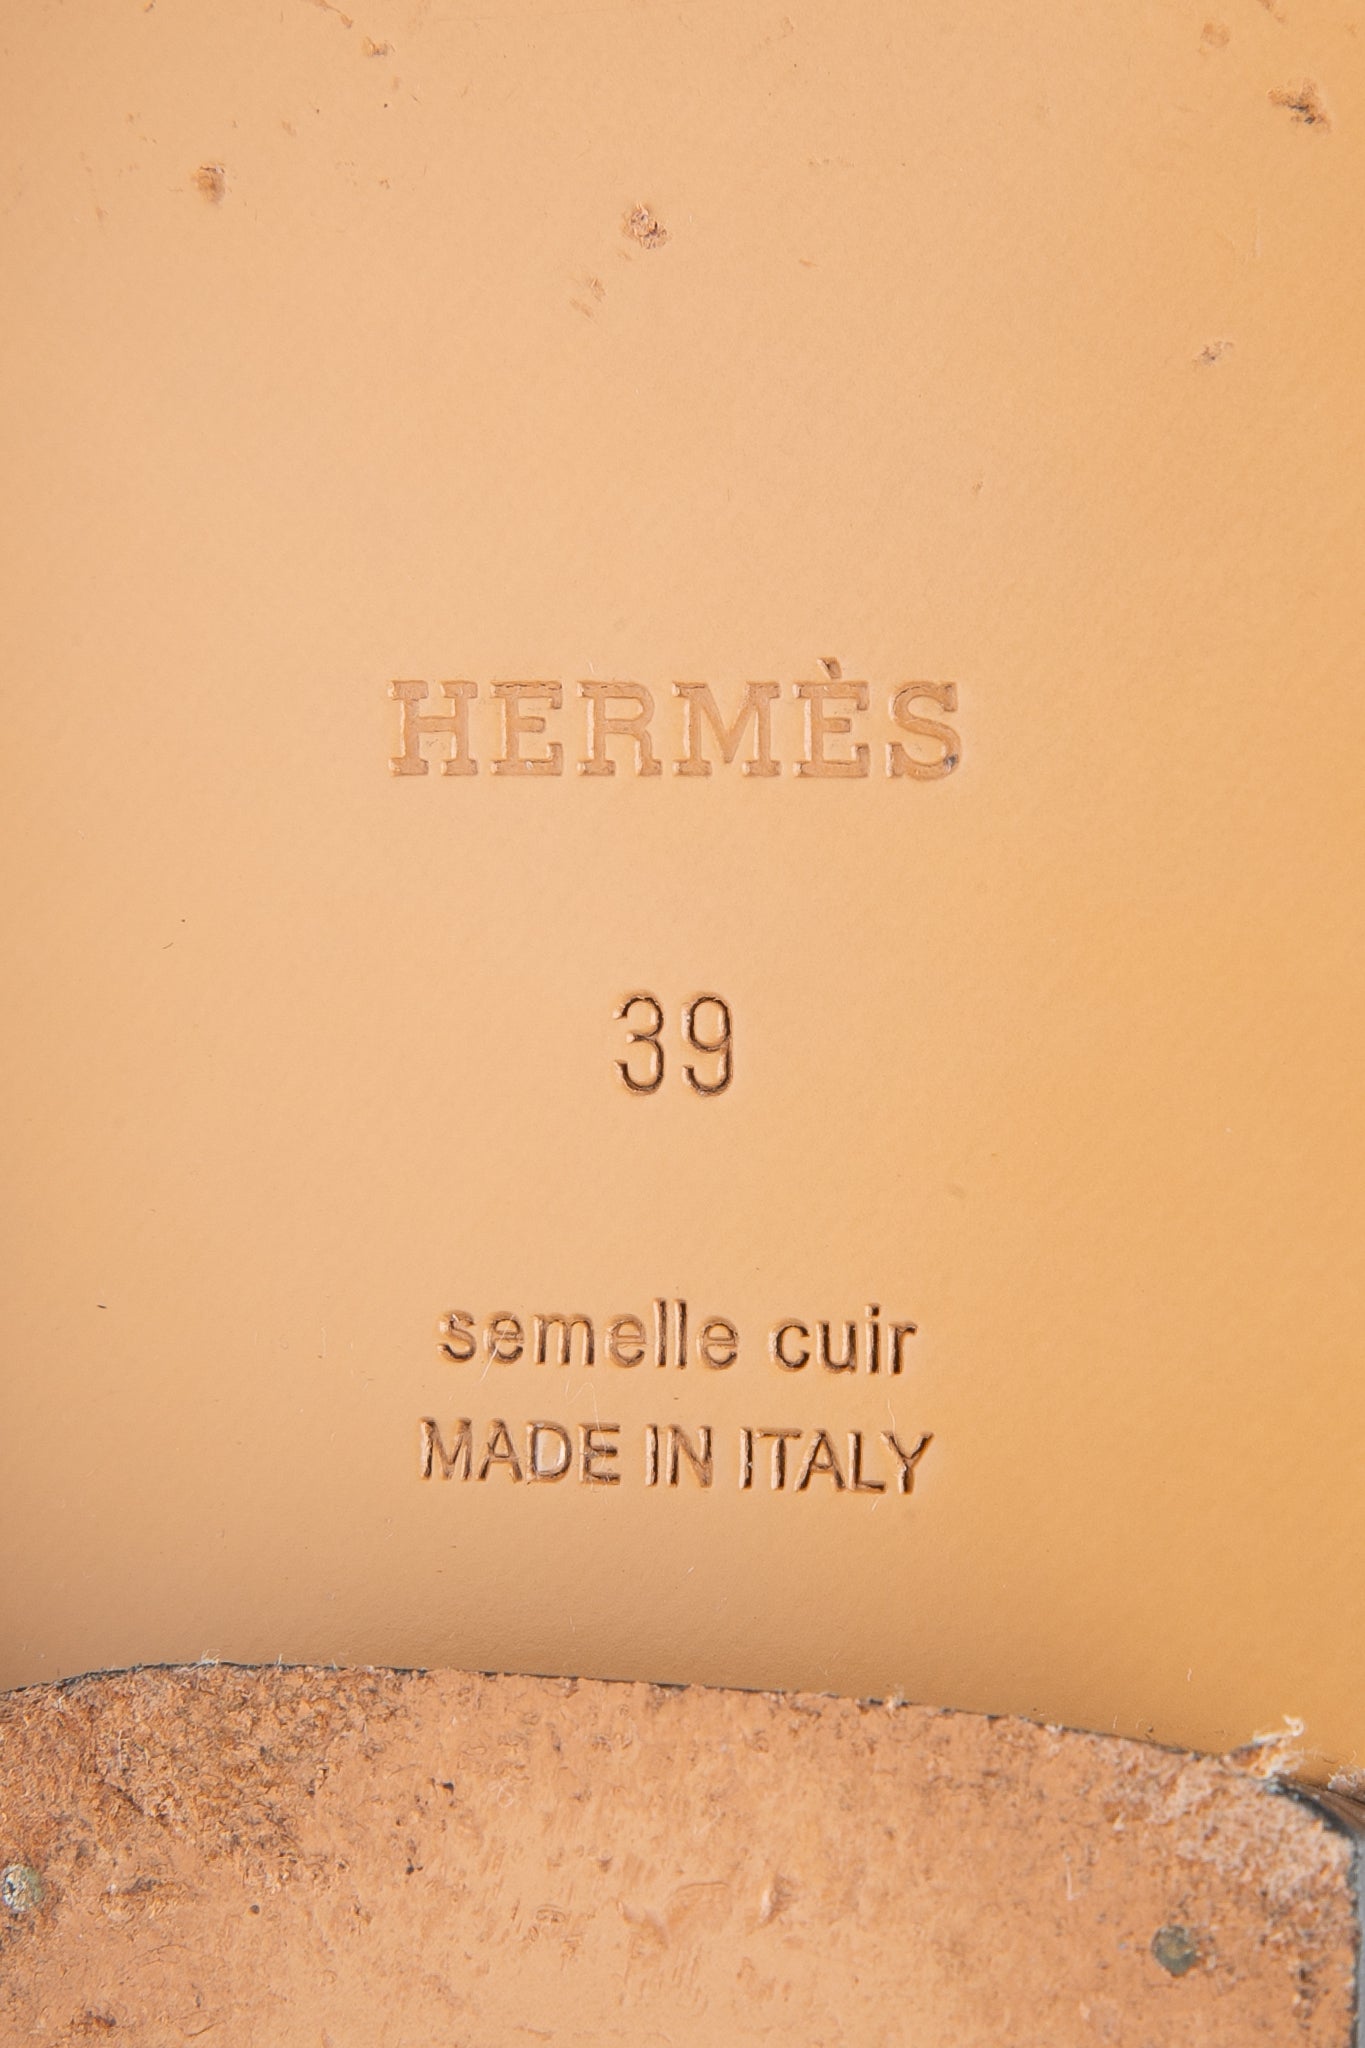 HERMÈS
39
semelle cuir
MADE IN ITALY